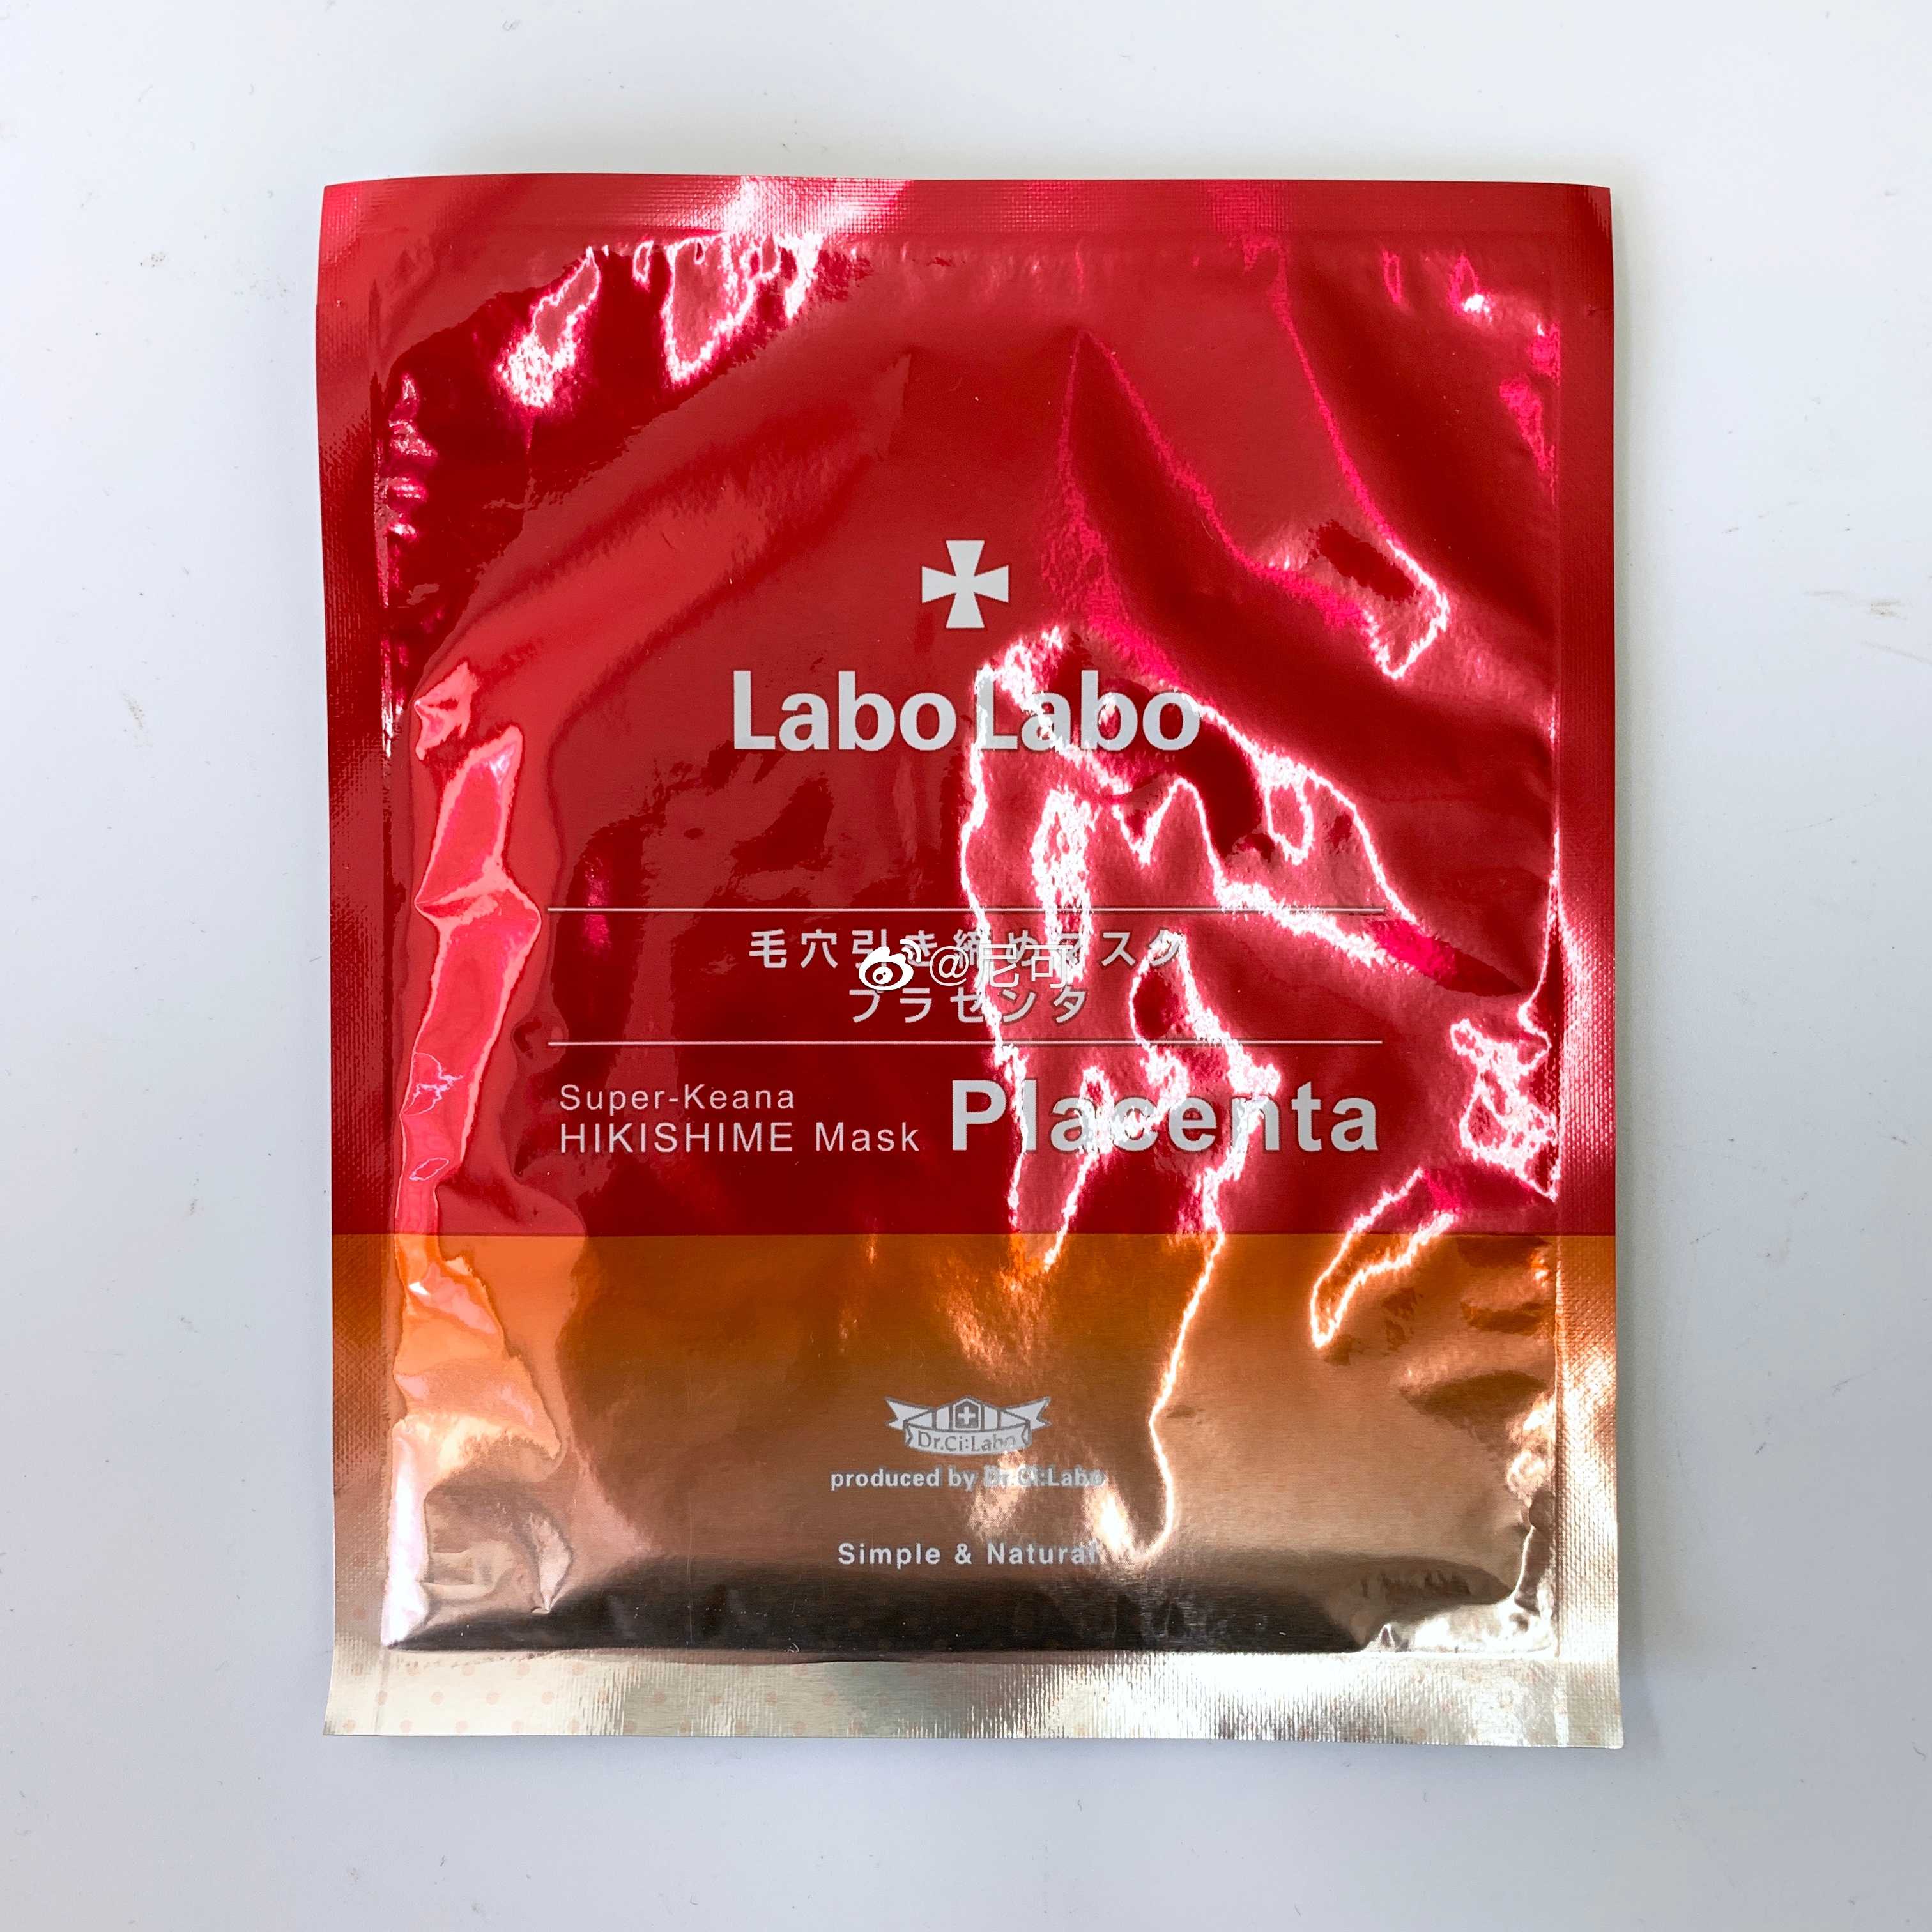 Labo Labo
毛穴引き締めマスク
@尼可
プラセンタ
Super-Keana
HIKISHIME Mask Placenta
Dr.Ci:Labo
produced by Dr.Ci:Labo
Simple & Natural